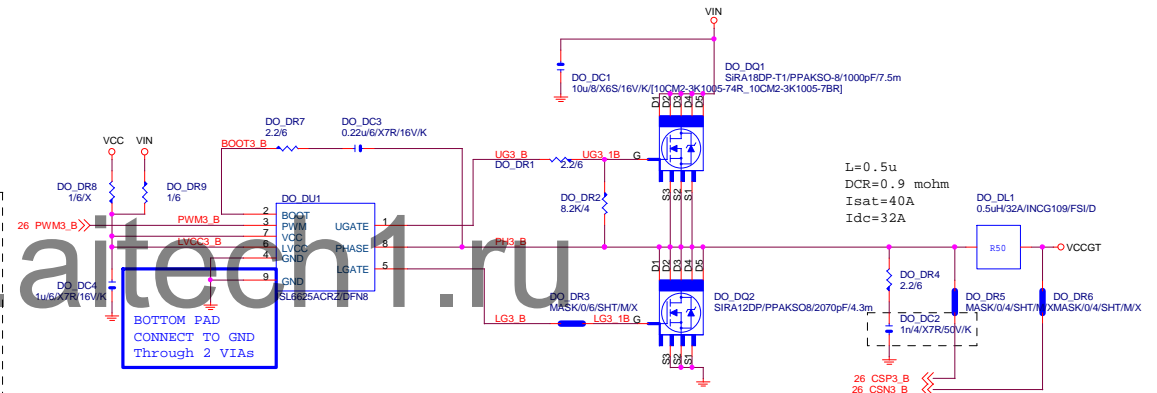 VIN
DO_DQ1
SiRA18DP-T1/PPAKSO-8/1000pF/7.5m
DO_DC1
10u/8/X6S/16V/K/[10CM2-3K1005-74R_10CM2-3K1005-7BR]
D1
D2
D3
D4
D5
DO_DR7
2.2/6
DO_DC3
0.22u/6/X7R/16V/K
VCC
VIN
BOOT3_B
UG3_B
DO_DR1
2.2/6
UG3_1B
G
S3
S2
S1
L=0.5u
DCR=0.9 mohm
Isat=40A
Idc=32A
DO_DR8
1/6/X
DO_DR9
1/6
DO_DU1
DO_DR2
8.2K/4
DO_DL1
0.5uH/32A/INCG109/FSI/D
26 PWM3_B
PWM3_B
2
BOOT
3
PWM
7
VCC
6
LVCC
4
GND
9
GND
UGATE
1
PHASE
8
LGATE
5
LVCC3_B
PH3_B
R50
VCCGT
D1
D2
D3
D4
D5
DO_DC4
1u/6/X7R/16V/K
ISL6625ACRZ/DFN8
aitech1.ru
BOTTOM PAD
CONNECT TO GND
Through 2 VIAs
DO_DR3
MASK/0/6/SHT/M/X
LG3_B
LG3_1B
G
DO_DQ2
SIRA12DP/PPAKSO8/2070pF/4.3m
S3
S2
S1
DO_DR4
2.2/6
DO_DC2
1n/4/X7R/50V/K
DO_DR5
MASK/0/4/SHT/M/X
DO_DR6
MASK/0/4/SHT/M/X
26 CSP3_B
26 CSN3_B